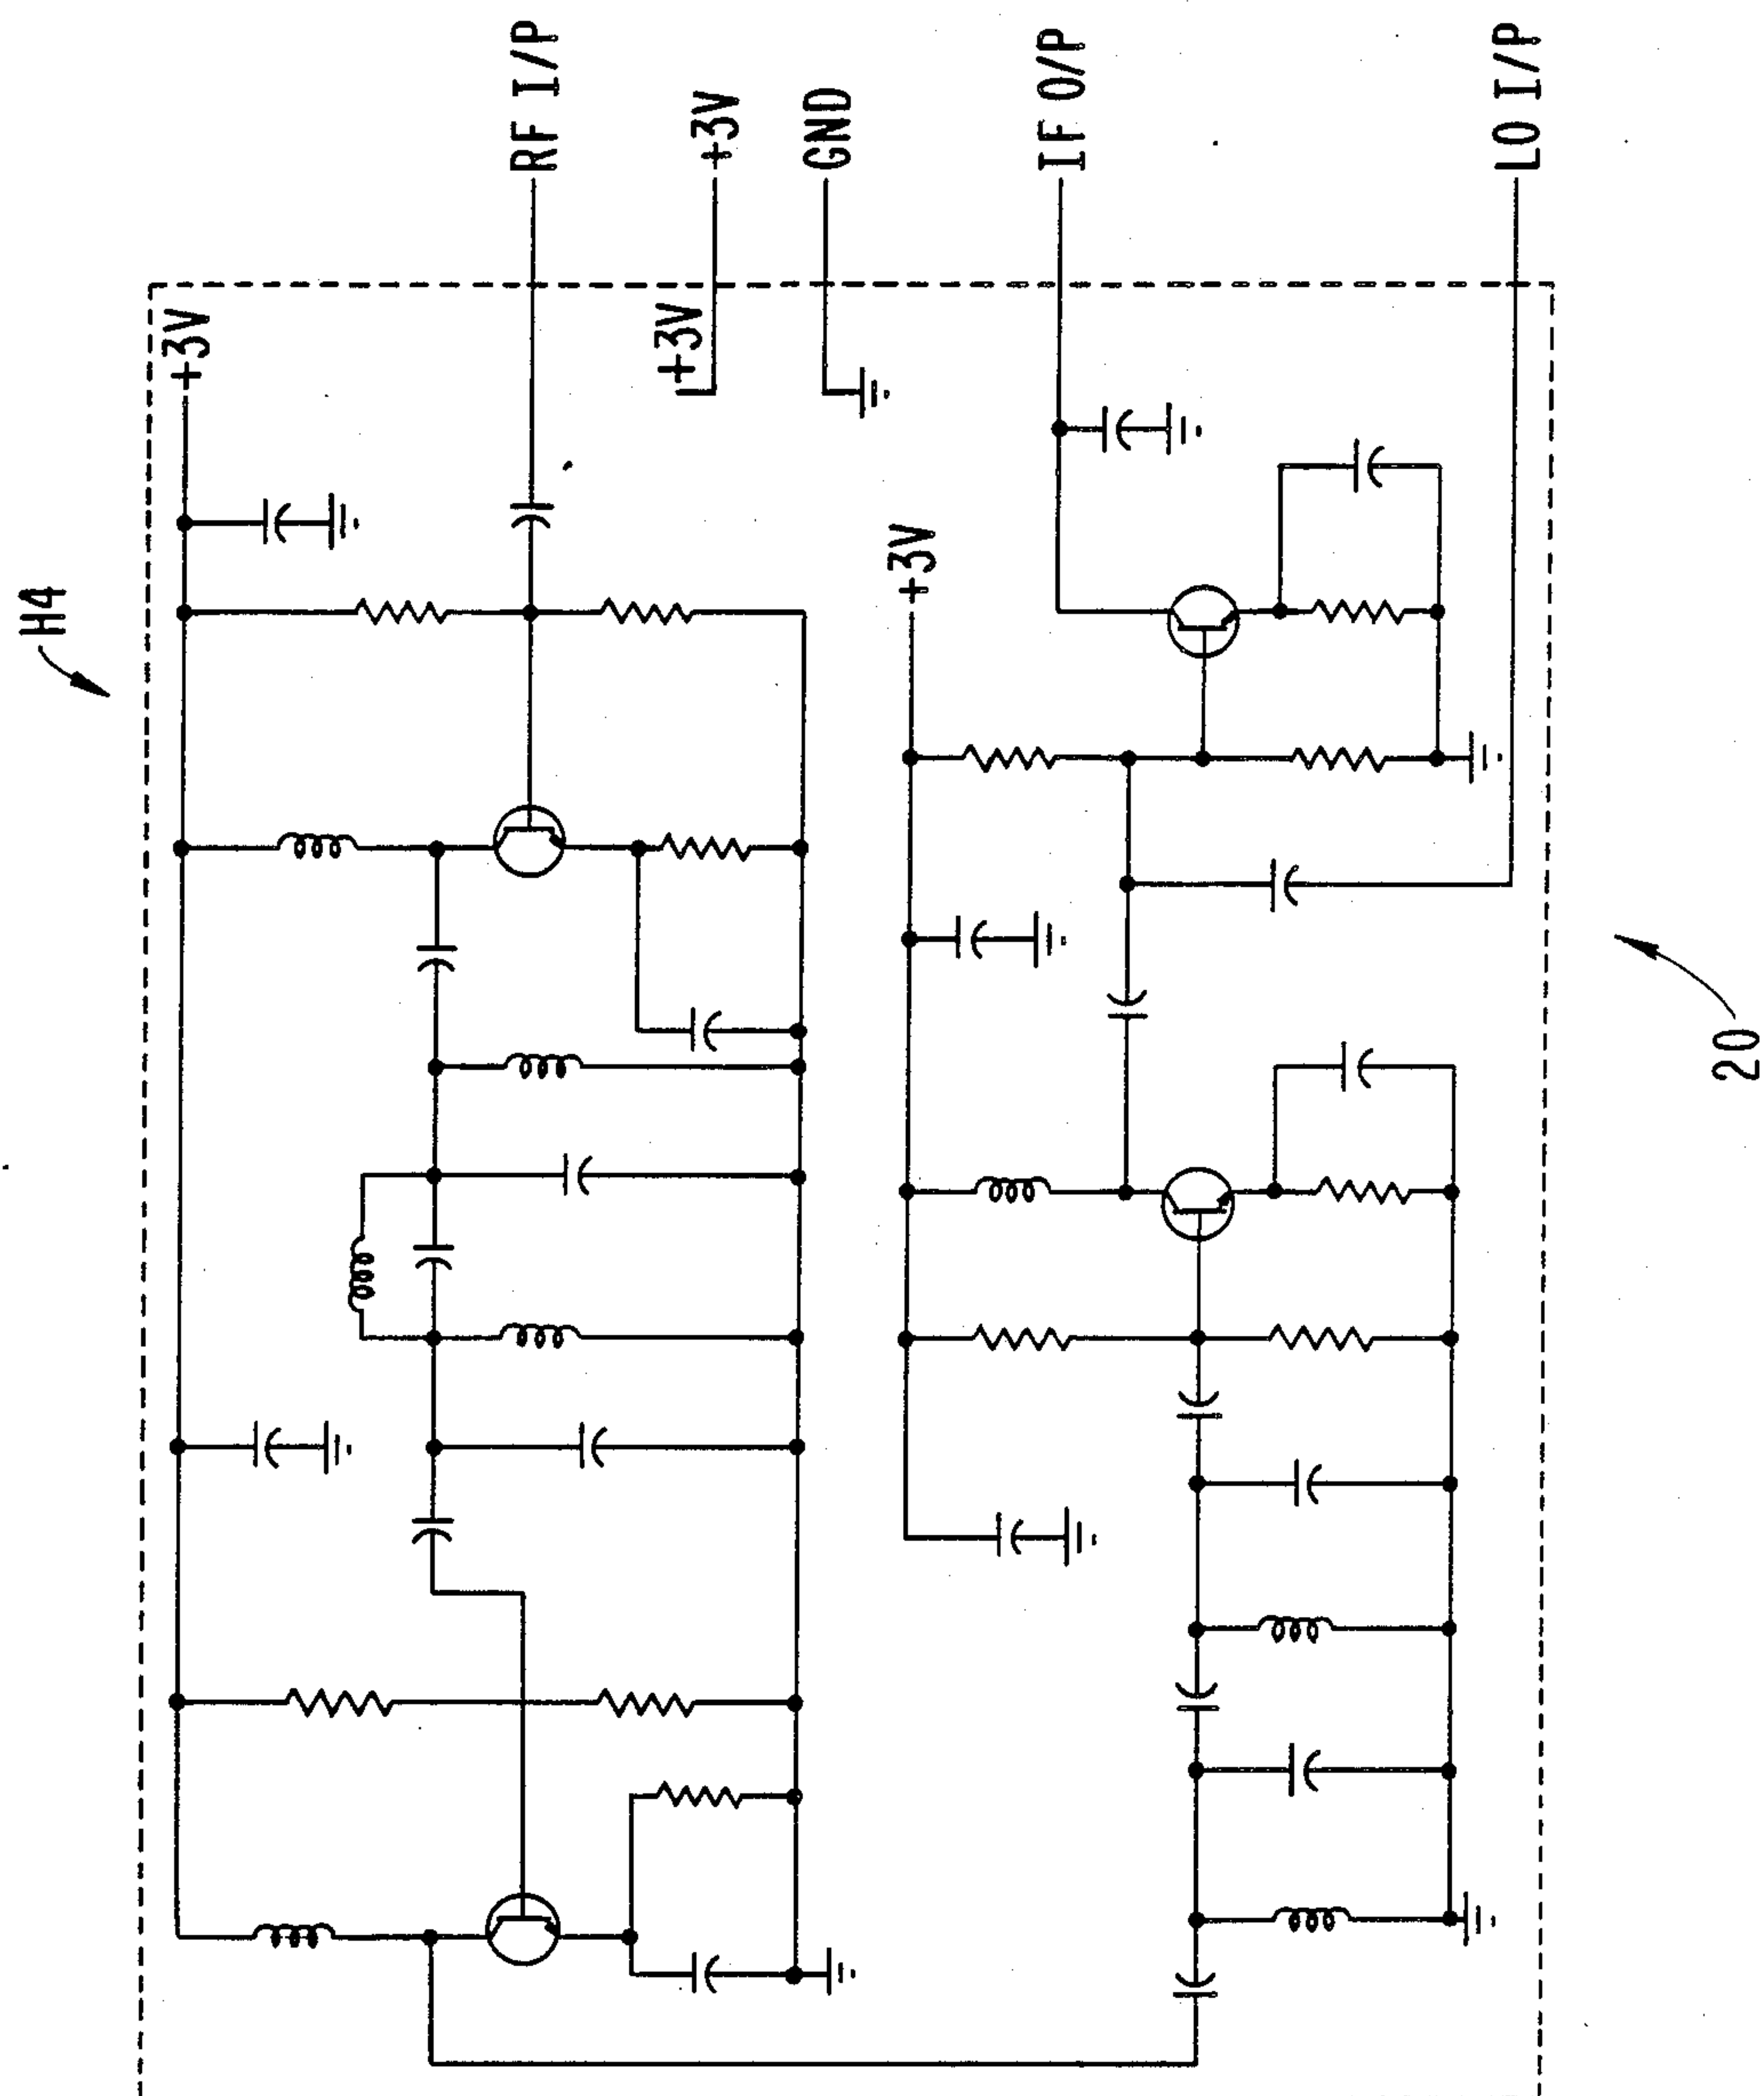 H4
RF I/P
+3V
+3V
+3V
GND
IF O/P
+3V
LO I/P
20